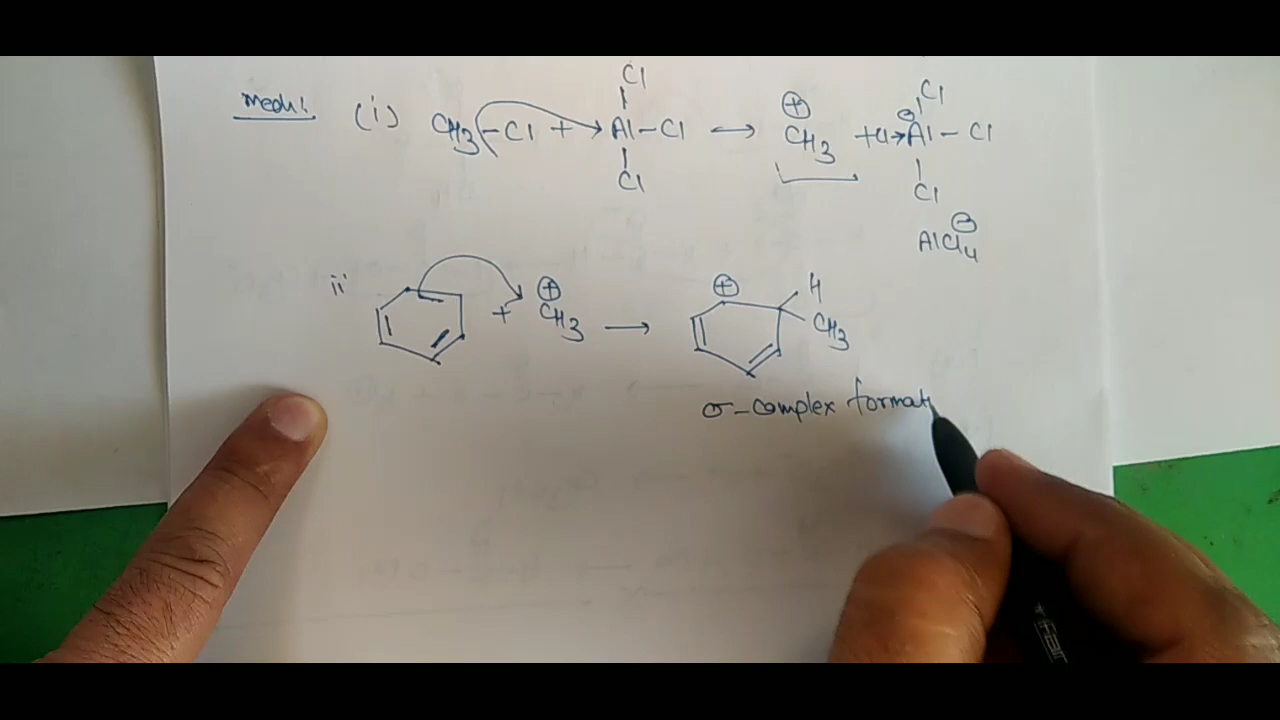 Cl Cl
Mech: (i) CH3-Cl + Al-Cl → ⊕ CH3 + Cl→Al-Cl ⊖
Cl Cl
AlCl4 ⊖
ii + ⊕ CH3 → ⊕ H CH3
σ-complex format